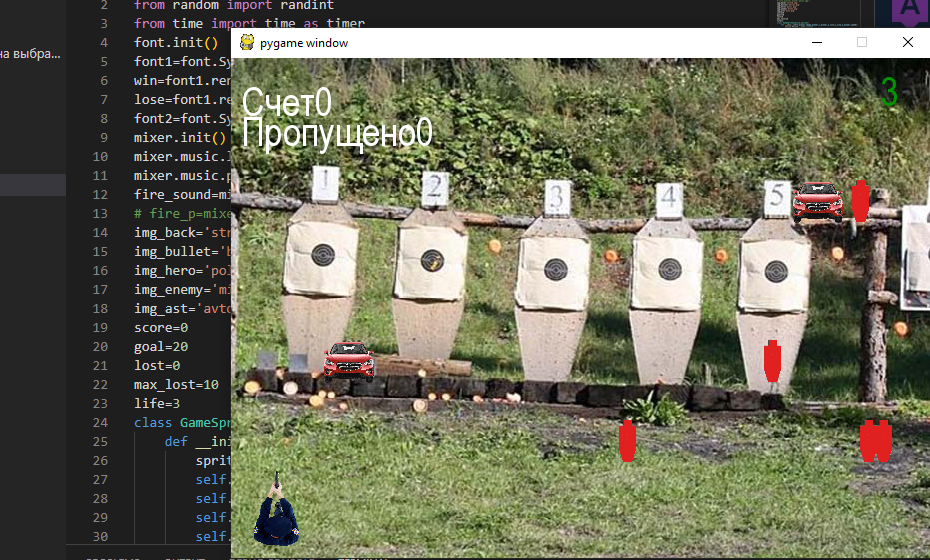 2 from random import randint
3 from time import time as timer
4 font.init()
5 font1=font.Sy
6 win=font1.ren
7 lose=font1.re
8 font2=font.Sy
9 mixer.init()
10 mixer.music.l
11 mixer.music.p
12 fire_sound=mi
13 # fire_p=mixe
14 img_back='str
15 img_bullet='b
16 img_hero='pol
17 img_enemy='mi
18 img_ast='avto
19 score=0
20 goal=20
21 lost=0
22 max_lost=10
23 life=3
24 class GameSpr
25 def __ini
26 sprit
27 self.
28 self.
29 self.
30 self.
на выбра...
A
pygame window
Счет0
Пропущено0
3
1 2 3 4 5